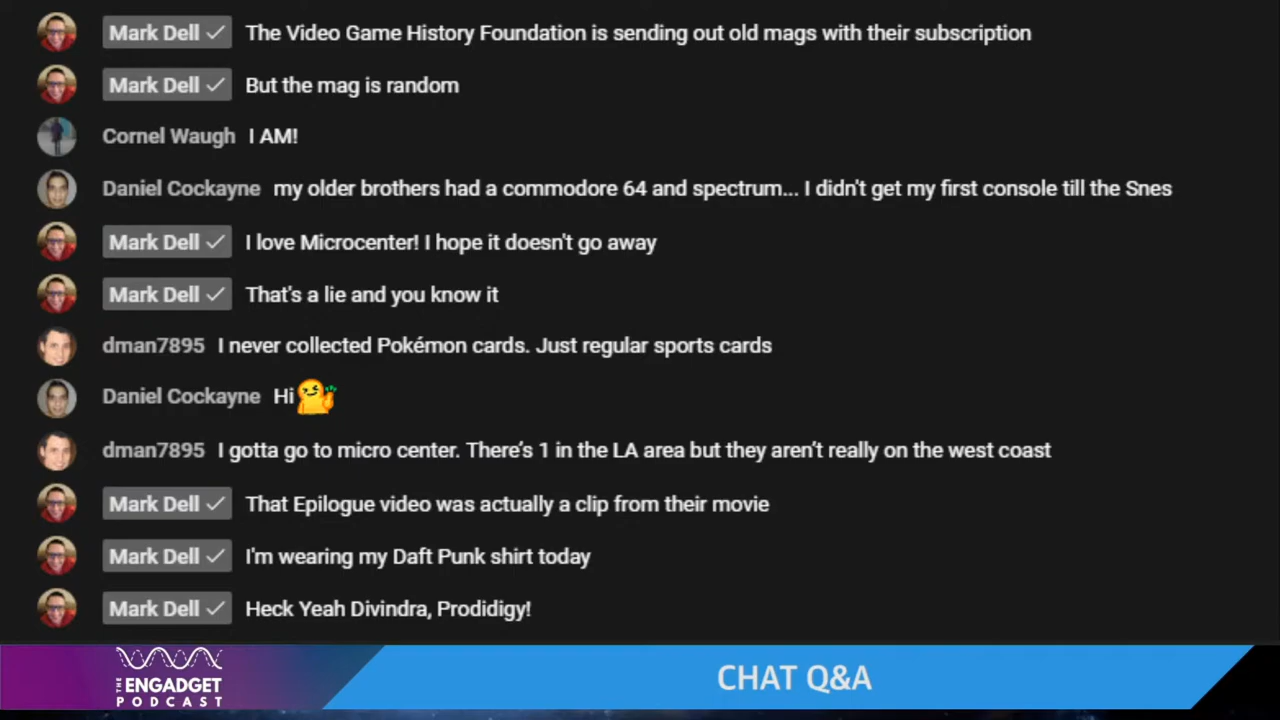 Mark Dell ✓ The Video Game History Foundation is sending out old mags with their subscription
Mark Dell ✓ But the mag is random
Cornel Waugh I AM!
Daniel Cockayne my older brothers had a commodore 64 and spectrum... I didn't get my first console till the Snes
Mark Dell ✓ I love Microcenter! I hope it doesn't go away
Mark Dell ✓ That's a lie and you know it
dman7895 I never collected Pokémon cards. Just regular sports cards
Daniel Cockayne Hi
dman7895 I gotta go to micro center. There’s 1 in the LA area but they aren’t really on the west coast
Mark Dell ✓ That Epilogue video was actually a clip from their movie
Mark Dell ✓ I'm wearing my Daft Punk shirt today
Mark Dell ✓ Heck Yeah Divindra, Prodidigy!
THE ENGADGET
PODCAST
CHAT Q&A